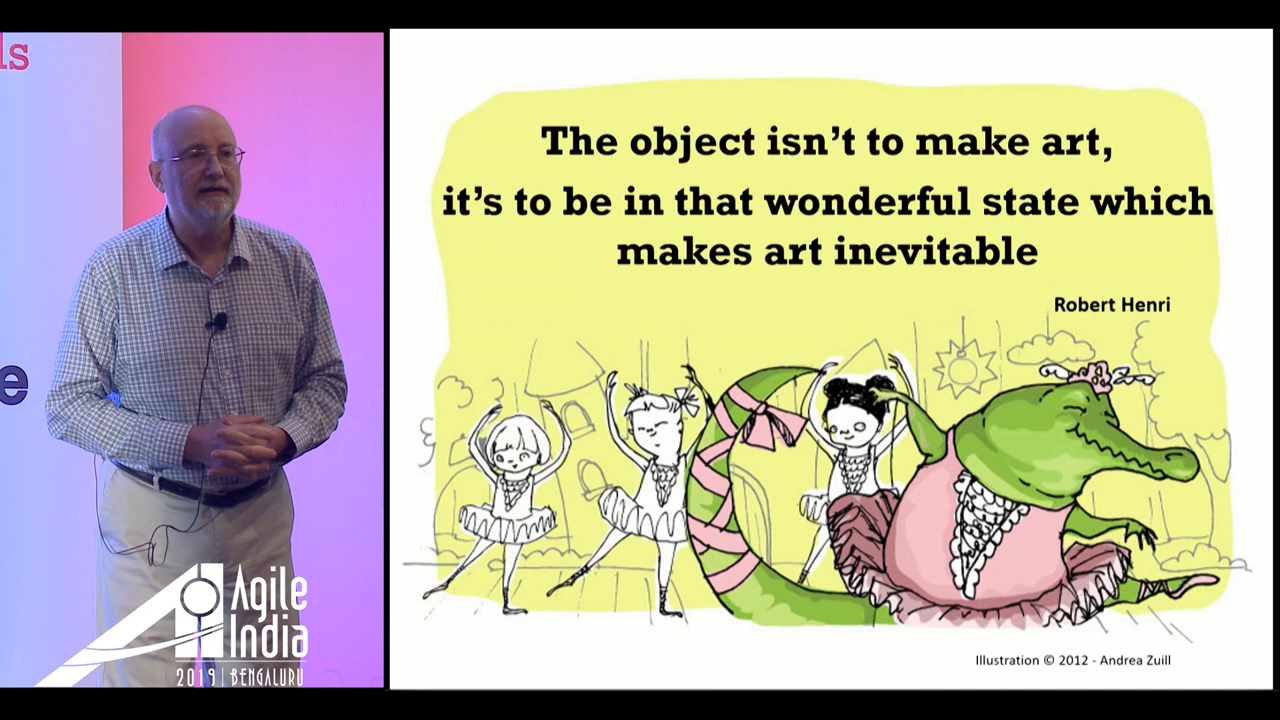 ls
e
Agile
India
2019 | BENGALURU
The object isn’t to make art,
it’s to be in that wonderful state which
makes art inevitable
Robert Henri
Illustration © 2012 - Andrea Zuill